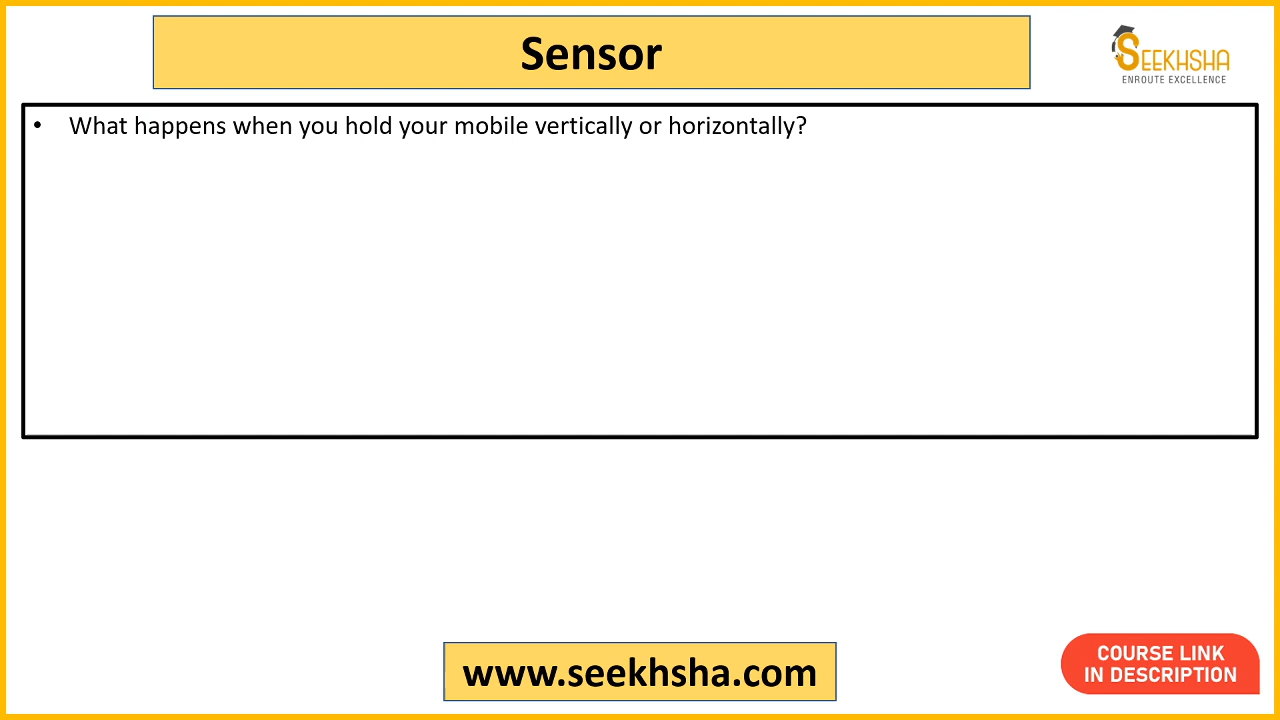 Sensor
SEEKHSHA
ENROUTE EXCELLENCE
• What happens when you hold your mobile vertically or horizontally?
www.seekhsha.com
COURSE LINK
IN DESCRIPTION